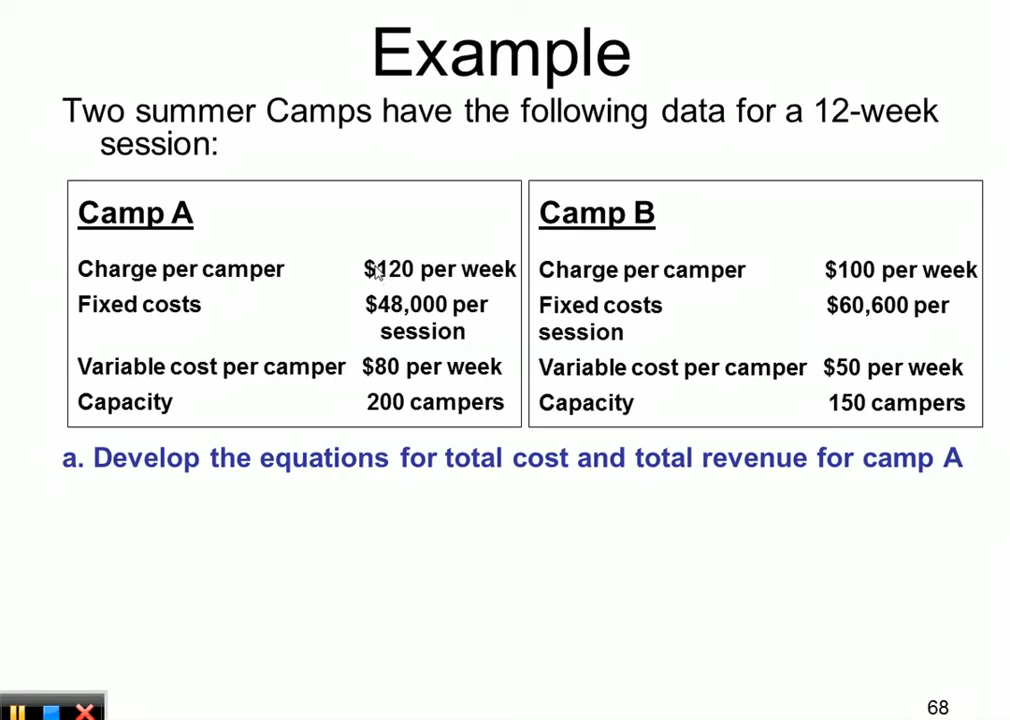 Example
Two summer Camps have the following data for a 12-week
session:
Camp A
Charge per camper $120 per week
Fixed costs $48,000 per
session
Variable cost per camper $80 per week
Capacity 200 campers
Camp B
Charge per camper $100 per week
Fixed costs $60,600 per
session
Variable cost per camper $50 per week
Capacity 150 campers
a. Develop the equations for total cost and total revenue for camp A
68